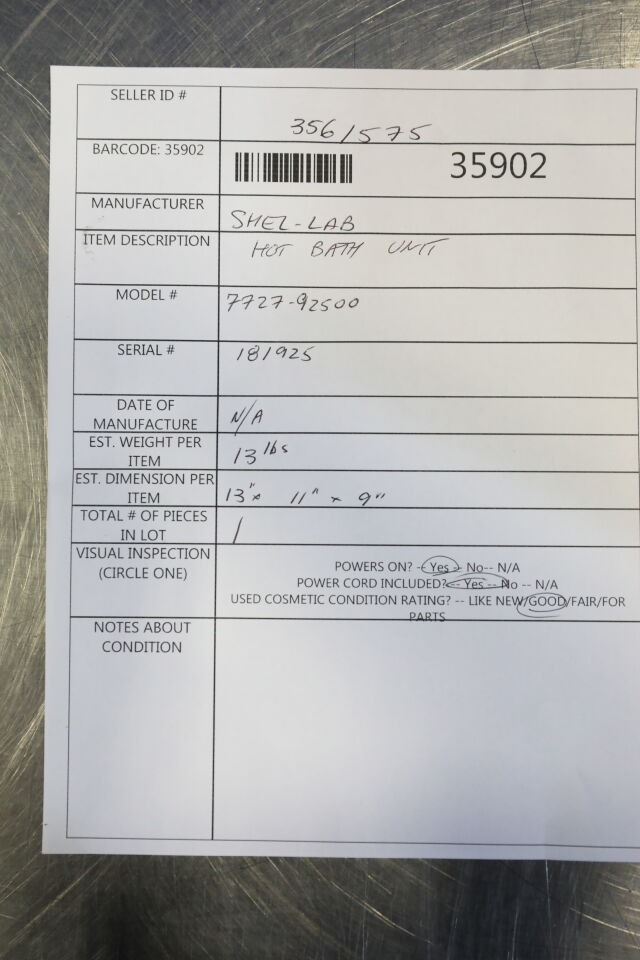 SELLER ID #
356/575
BARCODE: 35902
35902
MANUFACTURER
SHEL-LAB
ITEM DESCRIPTION
HOT BATH UNIT
MODEL #
7727-92500
SERIAL #
181925
DATE OF
MANUFACTURE
N/A
EST. WEIGHT PER
ITEM
13 lbs
EST. DIMENSION PER
ITEM
13" x 11" x 9"
TOTAL # OF PIECES
IN LOT
1
VISUAL INSPECTION
(CIRCLE ONE)
POWERS ON? -- Yes -- No-- N/A
POWER CORD INCLUDED? -- Yes -- No -- N/A
USED COSMETIC CONDITION RATING? -- LIKE NEW/GOOD/FAIR/FOR
PARTS
NOTES ABOUT
CONDITION